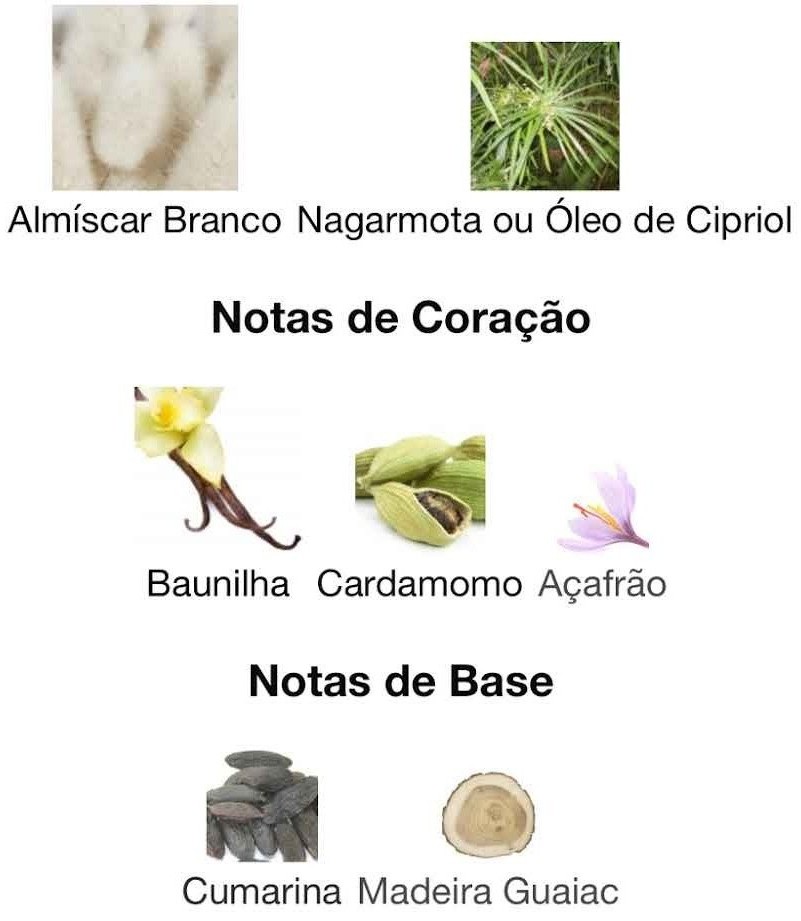 Almíscar Branco Nagarmota ou Óleo de Cipriol
Notas de Coração
Baunilha Cardamomo Açafrão
Notas de Base
Cumarina Madeira Guaiac